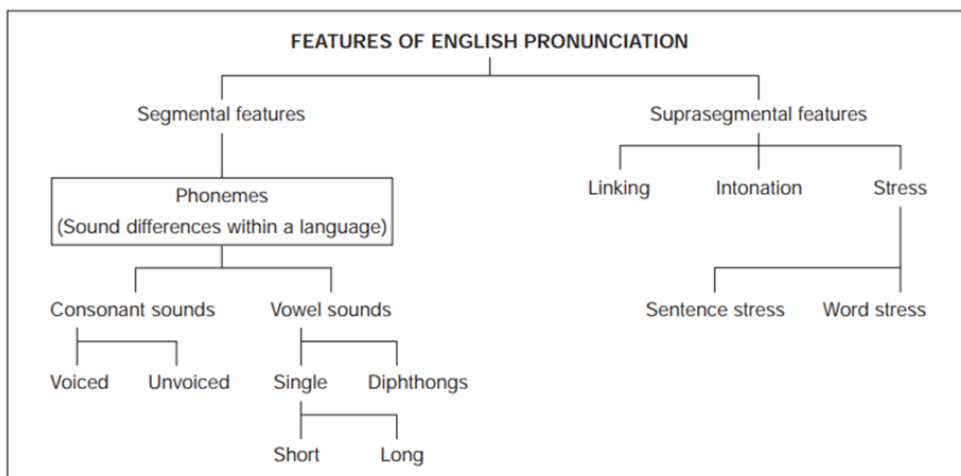 FEATURES OF ENGLISH PRONUNCIATION
Segmental features
Suprasegmental features
Linking
Intonation
Stress
Phonemes
(Sound differences within a language)
Consonant sounds
Vowel sounds
Sentence stress
Word stress
Voiced
Unvoiced
Single
Diphthongs
Short
Long